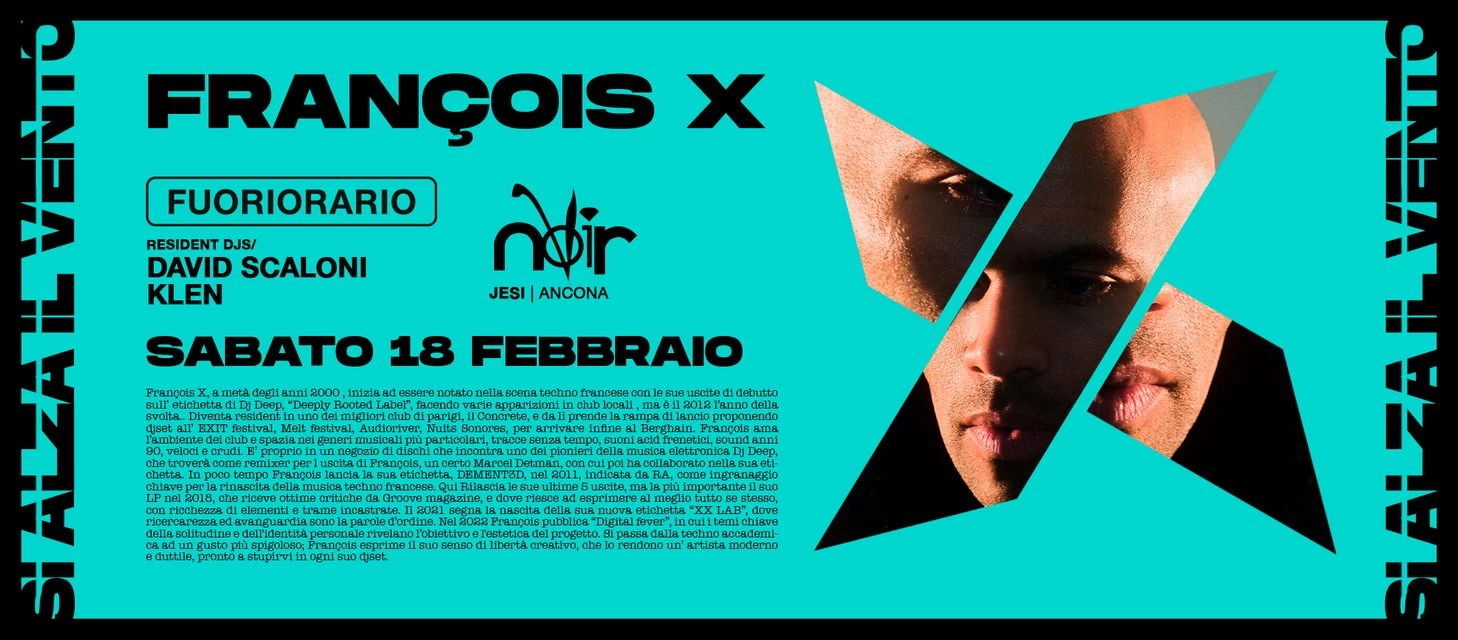 SI ALZA IL VENTO
FRANÇOIS X
FUORIORARIO
RESIDENT DJS/
DAVID SCALONI
KLEN
noir
JESI | ANCONA
SABATO 18 FEBBRAIO
François X, a metà degli anni 2000 , inizia ad essere notato nella scena techno francese con le sue uscite di debutto
sull' etichetta di Dj Deep, “Deeply Rooted Label”, facendo varie apparizioni in club locali , ma è il 2012 l'anno della
svolta.. Diventa resident in uno dei migliori club di parigi, il Concrete, e da lì prende la rampa di lancio proponendo
djset all' EXIT festival, Melt festival, Audioriver, Nuits Sonores, per arrivare infine al Berghain. François ama
l'ambiente dei club e spazia nei generi musicali più particolari, tracce senza tempo, suoni acid frenetici, sound anni
90, veloci e crudi. E' proprio in un negozio di dischi che incontra uno dei pionieri della musica elettronica Dj Deep,
che troverà come remixèr per l uscita di François, un certo Marcel Detman, con cui poi ha collaborato nella sua eti-
chetta. In poco tempo François lancia la sua etichetta, DEMENT3D, nel 2011, indicata da RA, come ingranaggio
chiave per la rinascita della musica techno francese. Qui Rilascia le sue ultime 5 uscite, ma la più importante il suo
LP nel 2018, che riceve ottime critiche da Groove magazine, e dove riesce ad esprimere al meglio tutto se stesso,
con ricchezza di elementi e trame incastrate. Il 2021 segna la nascita della sua nuova etichetta “XX LAB”, dove
ricercarezza ed avanguardia sono la parole d'ordine. Nel 2022 François pubblica “Digital fever”, in cui i temi chiave
della solitudine e dell'identità personale rivelano l'obiettivo e l'estetica del progetto. Si passa dalla techno accademi-
ca ad un gusto più spigoloso; François esprime il suo senso di libertà creativo, che lo rendono un' artista moderno
e duttile, pronto a stupirvi in ogni suo djset.
SI ALZA IL VENTO